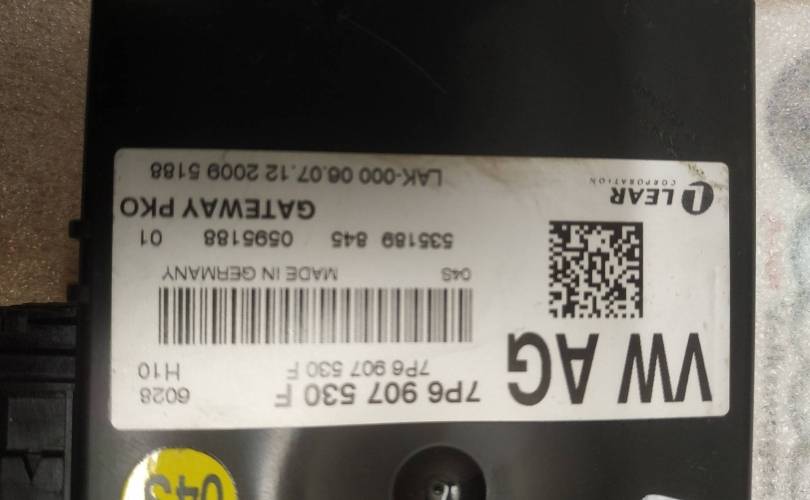 VW AG
7P6 907 530 F
6028
7P6 907 530 F
H10
04S MADE IN GERMANY
535189 845 0595188 01
GATEWAY PKO
LEAR
CORPORATION
LAK-000 06.07.12 2009 5188